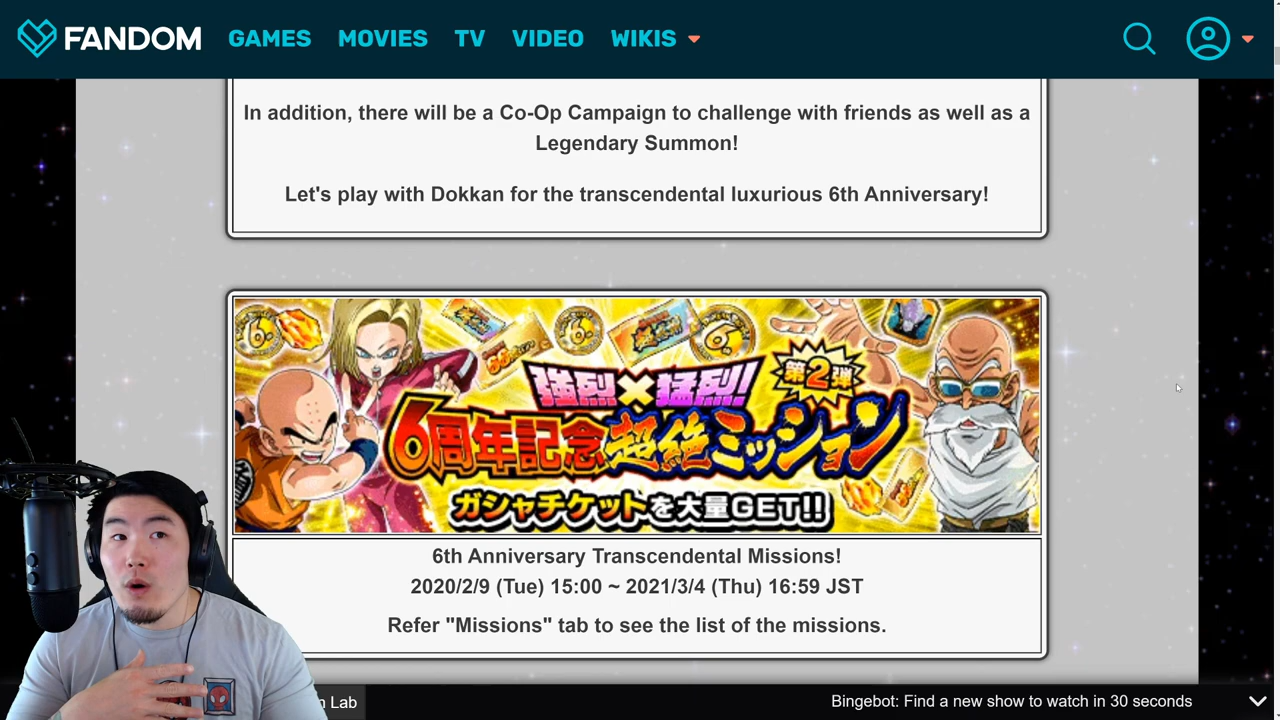 FANDOM GAMES MOVIES TV VIDEO WIKIS
In addition, there will be a Co-Op Campaign to challenge with friends as well as a
Legendary Summon!
Let's play with Dokkan for the transcendental luxurious 6th Anniversary!
強烈×猛烈!
第2弾
6周年記念超絶ミッション
ガシャチケットを大量GET!!
6th Anniversary Transcendental Missions!
2020/2/9 (Tue) 15:00 ~ 2021/3/4 (Thu) 16:59 JST
Refer "Missions" tab to see the list of the missions.
Lab
Bingebot: Find a new show to watch in 30 seconds